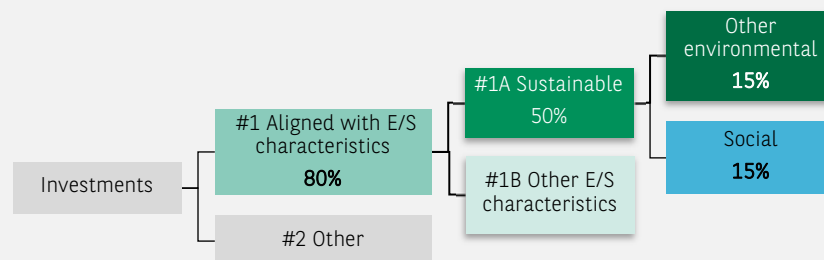 Investments
#1 Aligned with E/S
characteristics
80%
#2 Other
#1A Sustainable
50%
#1B Other E/S
characteristics
Other
environmental
15%
Social
15%